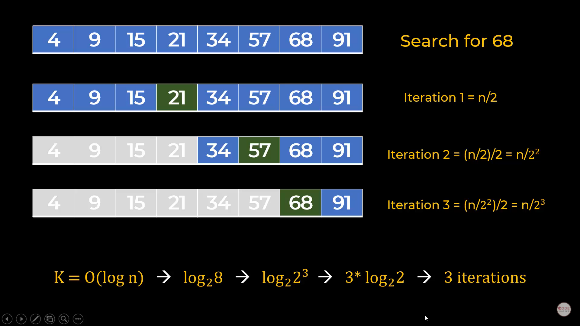 4 9 15 21 34 57 68 91
Search for 68
4 9 15 21 34 57 68 91
Iteration 1 = n/2
4 9 15 21 34 57 68 91
Iteration 2 = (n/2)/2 = n/2²
4 9 15 21 34 57 68 91
Iteration 3 = (n/2²)/2 = n/2³
K = O(log n) → log₂8 → log₂2³ → 3* log₂2 → 3 iterations